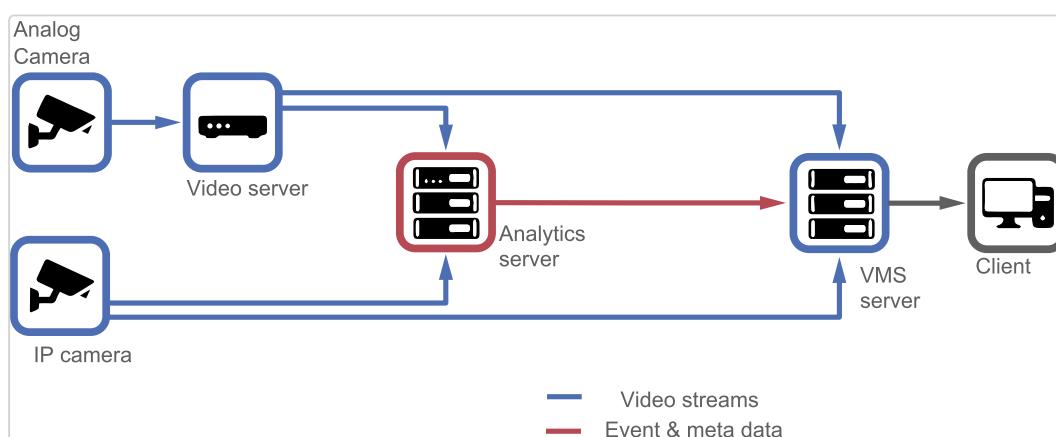 Analog
Camera
Video server
Analytics
server
VMS
server
Client
IP camera
Video streams
Event & meta data